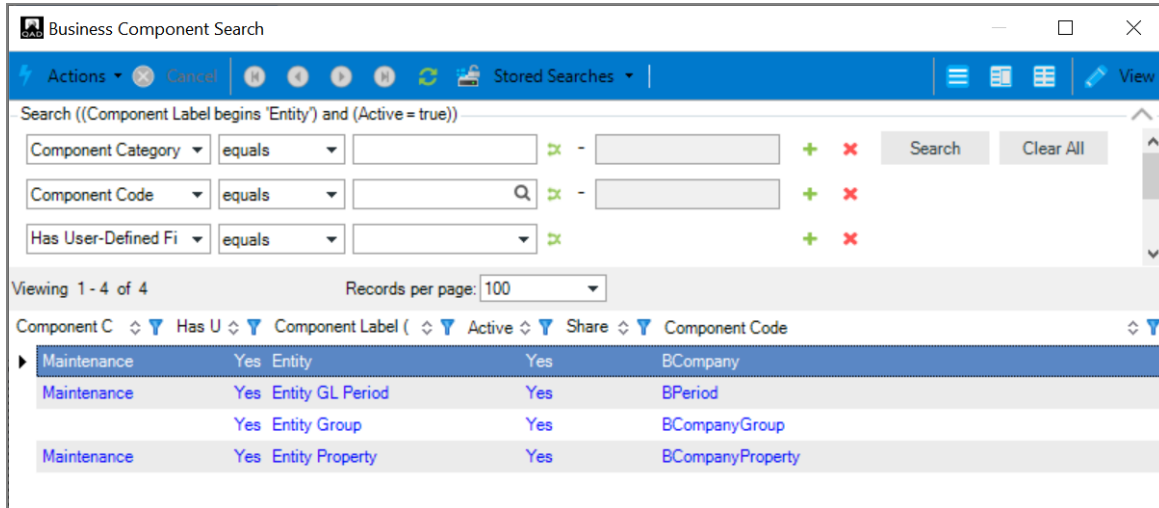 QAD Business Component Search
Actions Cancel Stored Searches View
Search ((Component Label begins 'Entity') and (Active = true))
Component Category equals - Search Clear All
Component Code equals -
Has User-Defined Fi equals
Viewing 1 - 4 of 4 Records per page: 100
Component C Has U Component Label ( Active Share Component Code
Maintenance Yes Entity Yes BCompany
Maintenance Yes Entity GL Period Yes BPeriod
Yes Entity Group Yes BCompanyGroup
Maintenance Yes Entity Property Yes BCompanyProperty